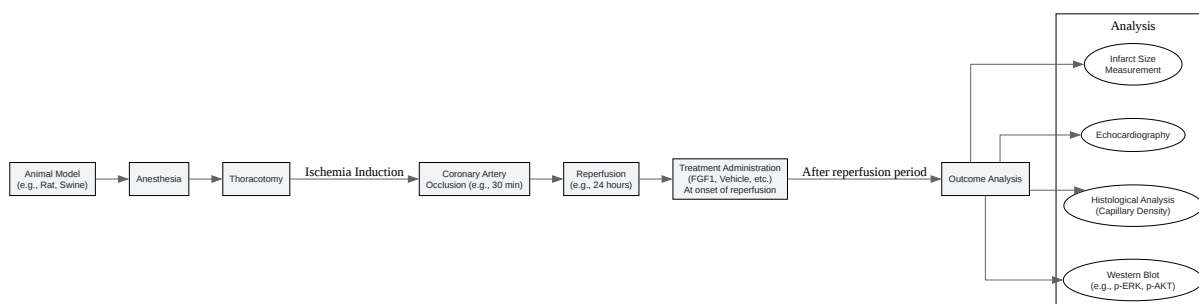 Animal Model
(e.g., Rat, Swine)
Anesthesia
Thoracotomy
Ischemia Induction
Coronary Artery
Occlusion (e.g., 30 min)
Reperfusion
(e.g., 24 hours)
Treatment Administration
(FGF1, Vehicle, etc.)
At onset of reperfusion
After reperfusion period
Outcome Analysis
Analysis
Infarct Size
Measurement
Echocardiography
Histological Analysis
(Capillary Density)
Western Blot
(e.g., p-ERK, p-AKT)